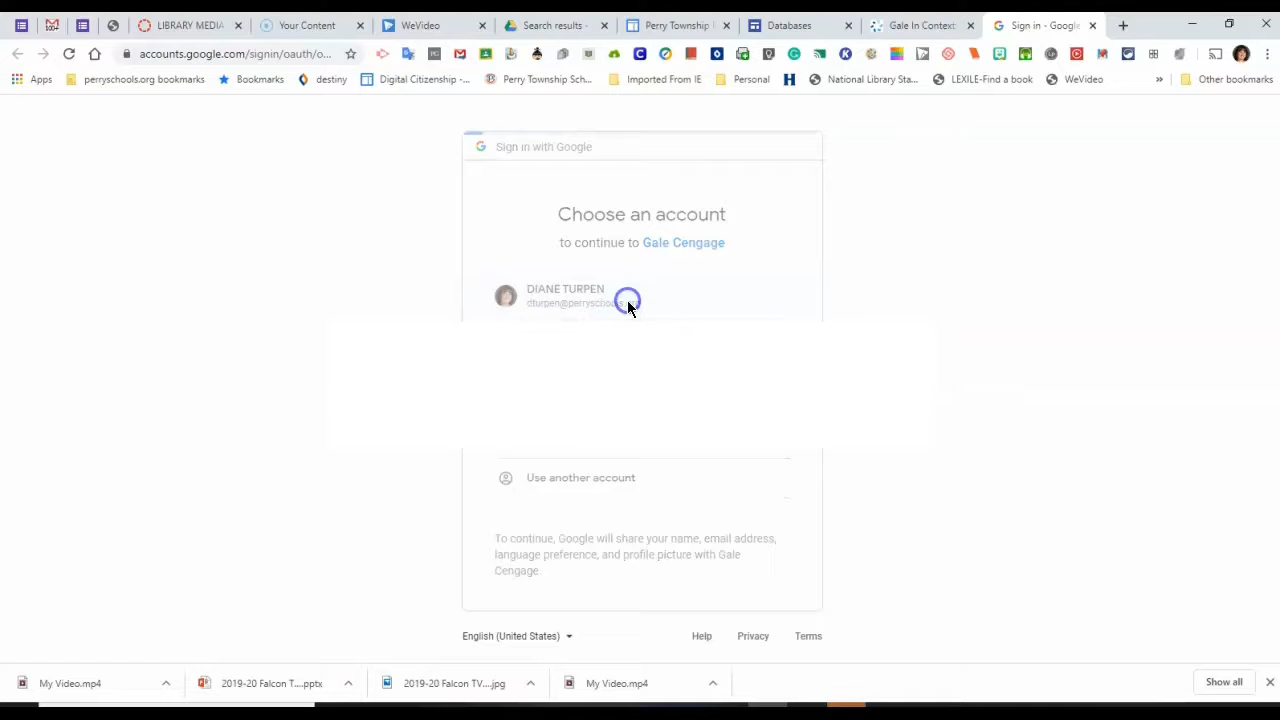 LIBRARY MEDIA
Your Content
WeVideo
Search results -
Perry Township
Databases
Gale In Context:
Sign in - Google
accounts.google.com/signin/oauth/o...
Apps
perryschools.org bookmarks
Bookmarks
destiny
Digital Citizenship -...
Perry Township Sch...
Imported From IE
Personal
National Library Sta...
LEXILE-Find a book
WeVideo
Other bookmarks
Sign in with Google
Choose an account
to continue to Gale Cengage
DIANE TURPEN
Use another account
To continue, Google will share your name, email address,
language preference, and profile picture with Gale
Cengage.
English (United States)
Help
Privacy
Terms
My Video.mp4
2019-20 Falcon T....pptx
2019-20 Falcon TV....jpg
My Video.mp4
Show all